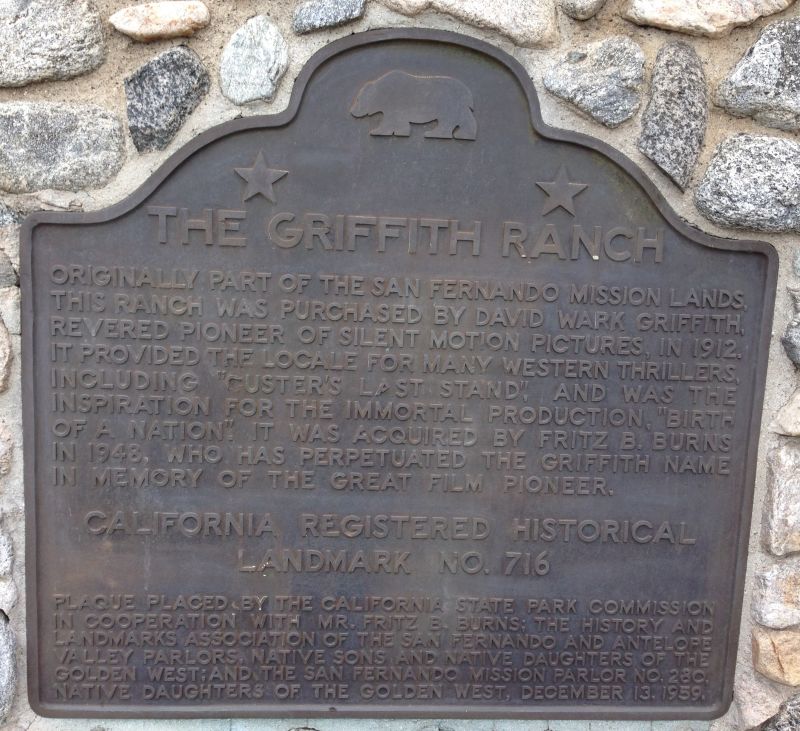 THE GRIFFITH RANCH
ORIGINALLY PART OF THE SAN FERNANDO MISSION LANDS,
THIS RANCH WAS PURCHASED BY DAVID WARK GRIFFITH,
REVERED PIONEER OF SILENT MOTION PICTURES, IN 1912.
IT PROVIDED THE LOCALE FOR MANY WESTERN THRILLERS,
INCLUDING "CUSTER'S LAST STAND", AND WAS THE
INSPIRATION FOR THE IMMORTAL PRODUCTION, "BIRTH
OF A NATION". IT WAS ACQUIRED BY FRITZ B. BURNS
IN 1948, WHO HAS PERPETUATED THE GRIFFITH NAME
IN MEMORY OF THE GREAT FILM PIONEER.
CALIFORNIA REGISTERED HISTORICAL
LANDMARK NO. 716
PLAQUE PLACED BY THE CALIFORNIA STATE PARK COMMISSION
IN COOPERATION WITH MR. FRITZ B. BURNS; THE HISTORY AND
LANDMARKS ASSOCIATION OF THE SAN FERNANDO AND ANTELOPE
VALLEY PARLORS, NATIVE SONS AND NATIVE DAUGHTERS OF THE
GOLDEN WEST; AND, THE SAN FERNANDO MISSION PARLOR NO. 280,
NATIVE DAUGHTERS OF THE GOLDEN WEST, DECEMBER 13, 1959.